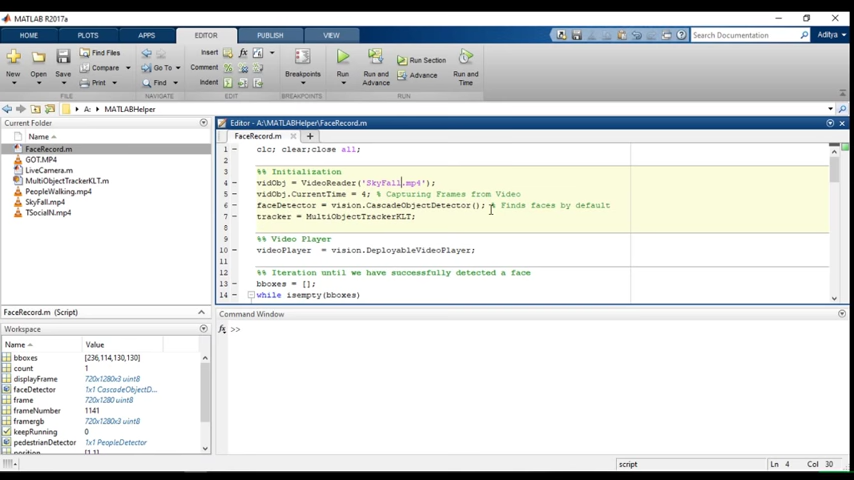 MATLAB R2017a
HOME PLOTS APPS EDITOR PUBLISH VIEW
Search Documentation
Aditya
New Open Save
Find Files
Compare
Print
FILE
Go To
Find
NAVIGATE
Insert
Comment
Indent
EDIT
Breakpoints
BREAKPOINTS
Run
Run and Advance
Run Section
Advance
Run and Time
RUN
A: MATLABHelper
Current Folder
Name
FaceRecord.m
GOT.MP4
LiveCamera.m
MultiObjectTrackerKLT.m
PeopleWalking.mp4
SkyFall.mp4
TSocialN.mp4
FaceRecord.m (Script)
Workspace
Name Value
bboxes [236,114,130,130]
count 1
displayFrame 720x1280x3 uint8
faceDetector 1x1 CascadeObjectD...
frame 720x1280 uint8
frameNumber 1141
framergb 720x1280x3 uint8
keepRunning 0
pedestrianDetector 1x1 PeopleDetector
position [1,1]
Editor - A:\MATLABHelper\FaceRecord.m
FaceRecord.m
1 clc; clear;close all;
2
3 %% Initialization
4 vidObj = VideoReader('SkyFall.mp4');
5 vidObj.CurrentTime = 4; % Capturing Frames from Video
6 faceDetector = vision.CascadeObjectDetector(); % Finds faces by default
7 tracker = MultiObjectTrackerKLT;
8
9 %% Video Player
10 videoPlayer = vision.DeployableVideoPlayer;
11
12 %% Iteration until we have successfully detected a face
13 bboxes = [];
14 while isempty(bboxes)
Command Window
fx >>
script Ln 4 Col 30